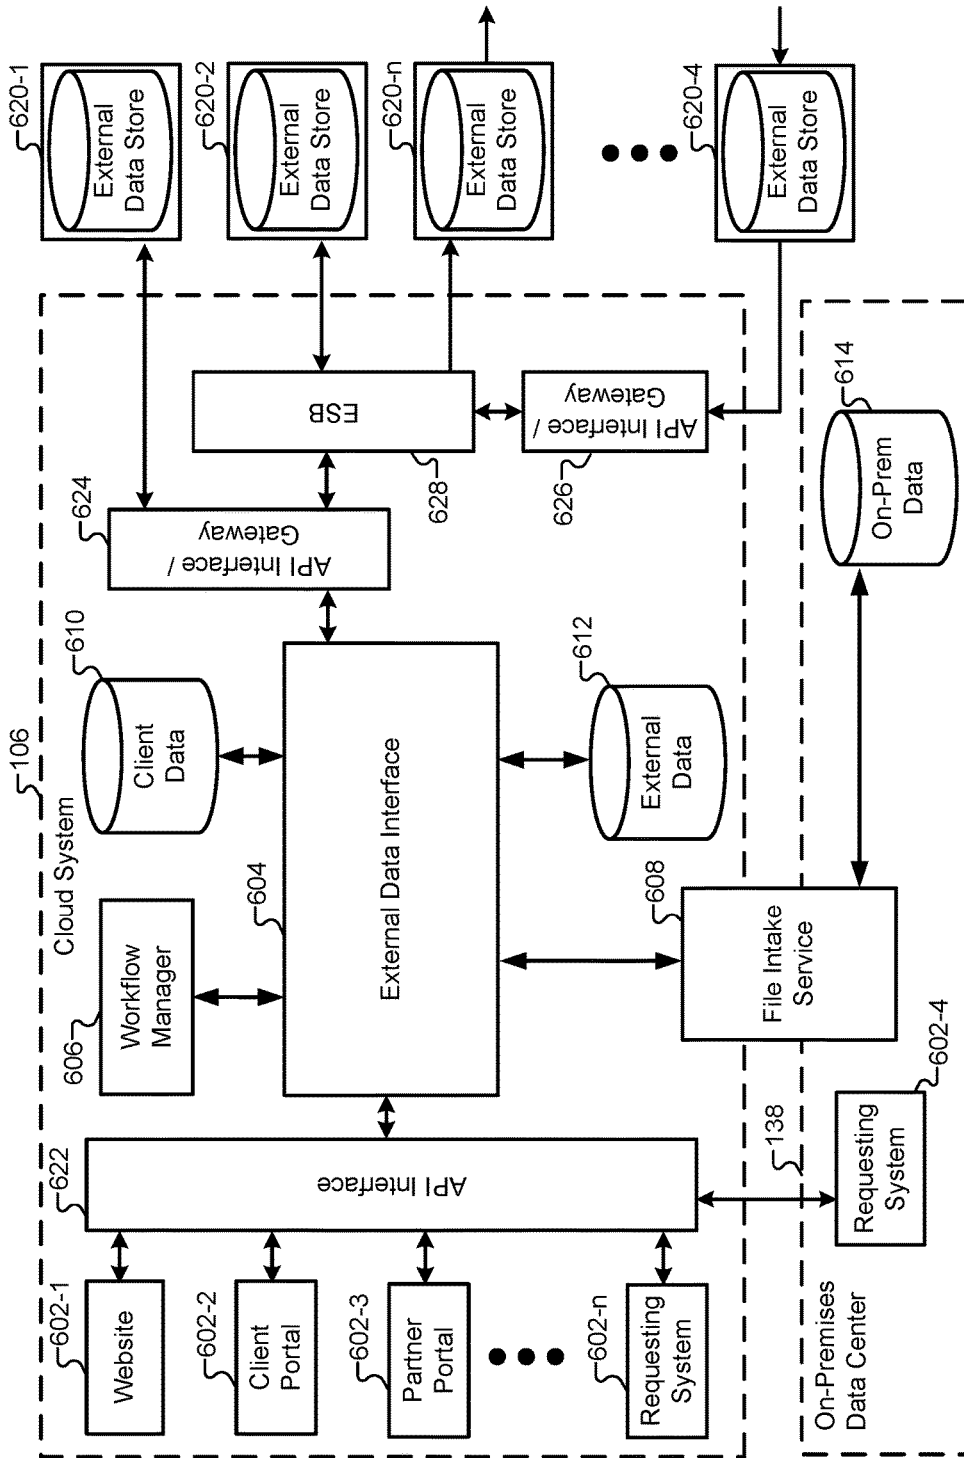 106
Cloud System
602-1
Website
602-2
Client
Portal
602-3
Partner
Portal
602-n
Requesting
System
622
API Interface
606
Workflow
Manager
604
External Data Interface
610
Client
Data
612
External
Data
624
API Interface /
Gateway
628
ESB
626
API Interface /
Gateway
620-1
External
Data Store
620-2
External
Data Store
620-n
External
Data Store
620-4
External
Data Store
608
File Intake
Service
138
On-Premises
Data Center
602-4
Requesting
System
614
On-Prem
Data